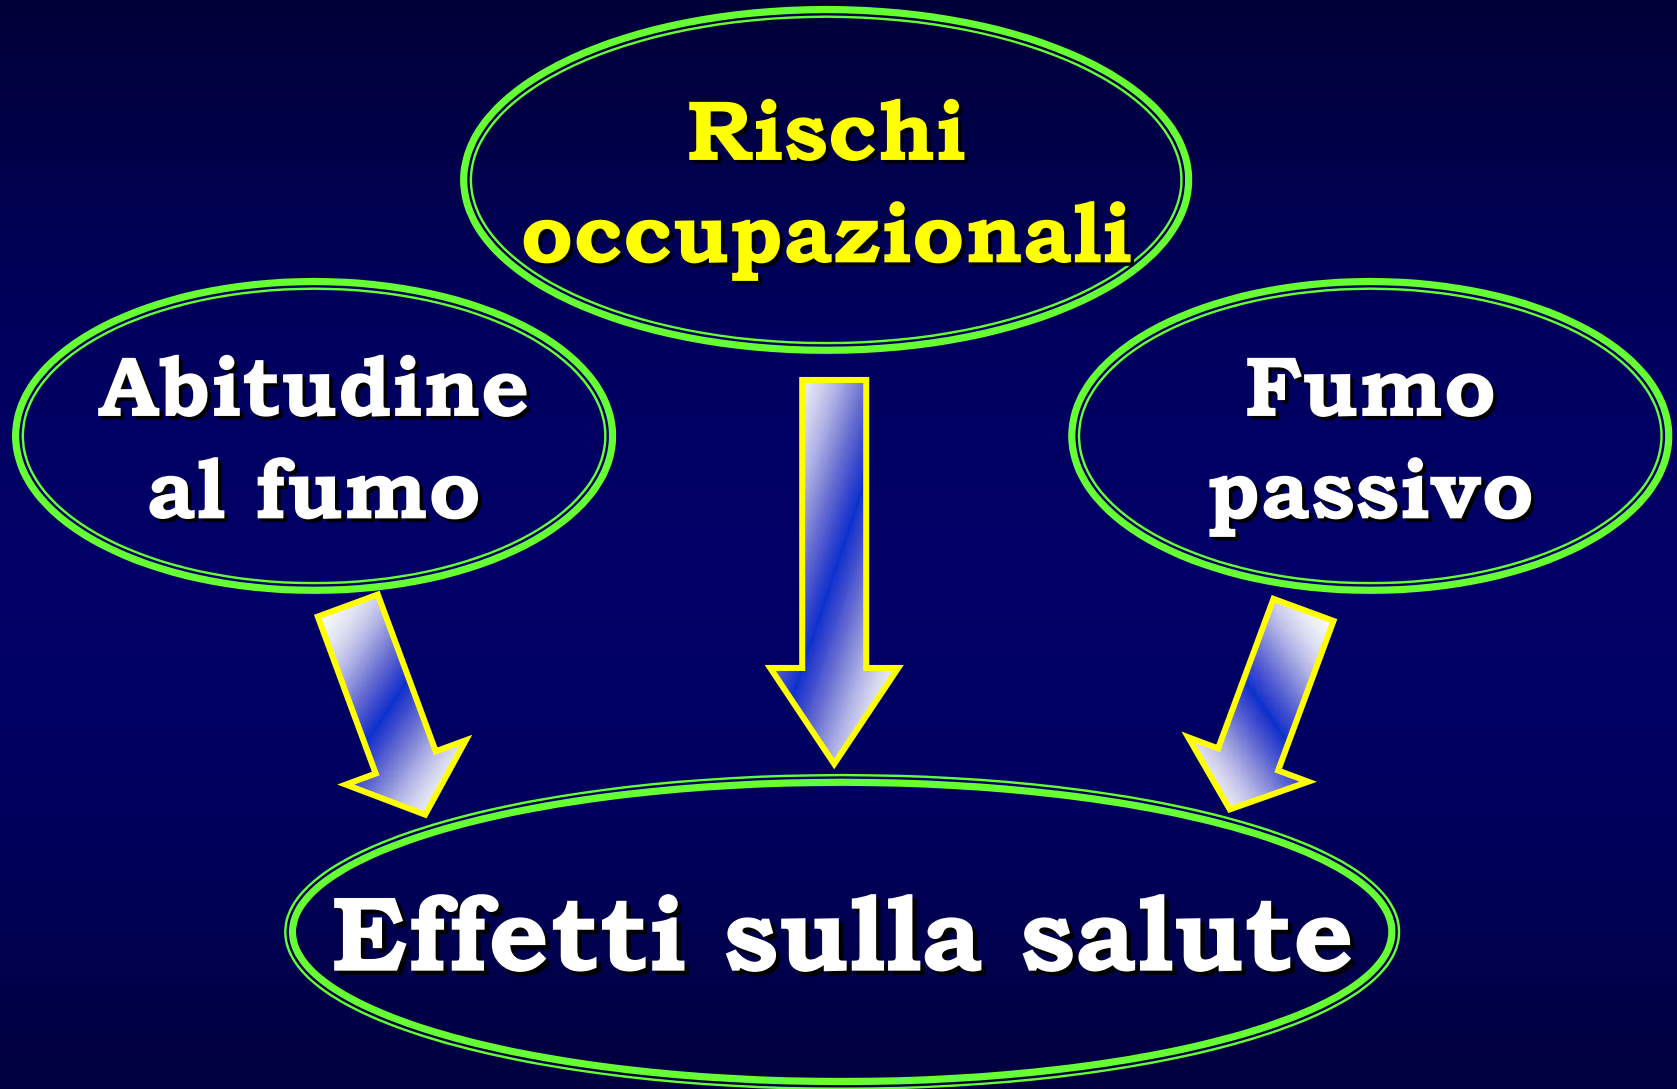 Rischi
occupazionali
Abitudine
al fumo
Fumo
passivo
Effetti sulla salute